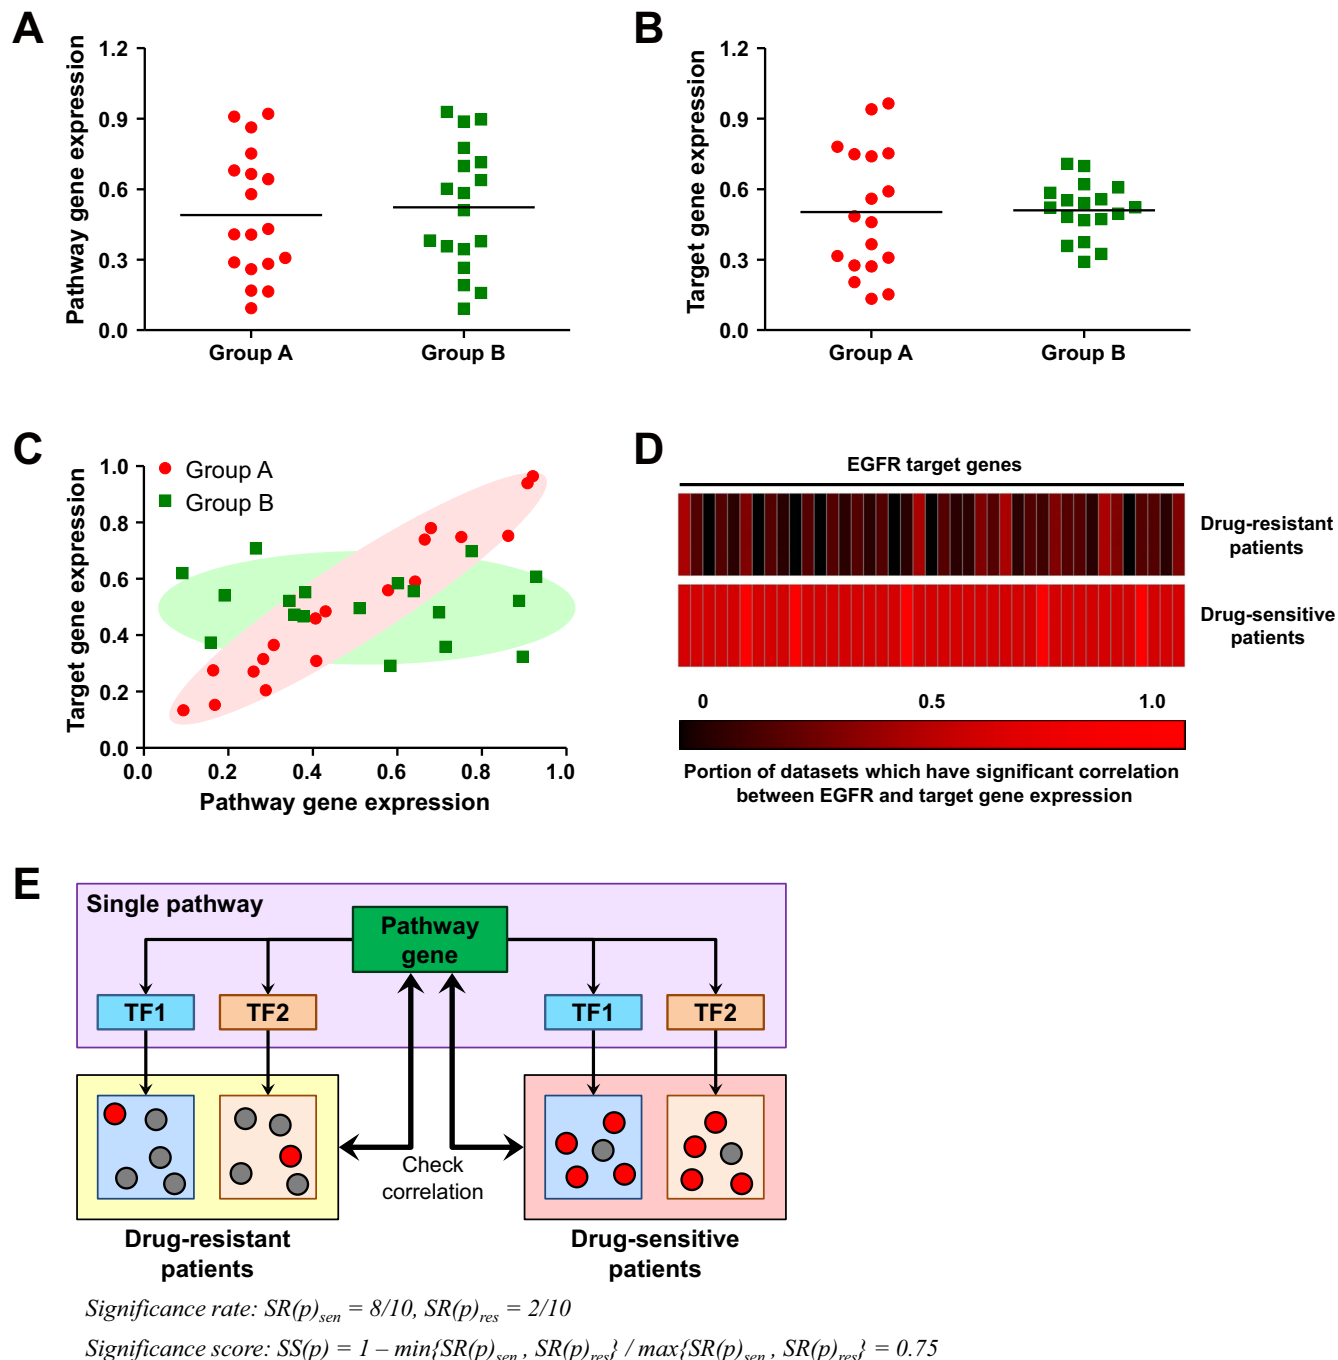 A
Pathway gene expression
1.2
0.9
0.6
0.3
0.0
Group A
Group B
B
Target gene expression
1.2
0.9
0.6
0.3
0.0
Group A
Group B
C
Target gene expression
1.0
0.8
0.6
0.4
0.2
0.0
Group A
Group B
0.0
0.2
0.4
0.6
0.8
1.0
Pathway gene expression
D
EGFR target genes
Drug-resistant
patients
Drug-sensitive
patients
0
0.5
1.0
Portion of datasets which have significant correlation
between EGFR and target gene expression
E
Single pathway
Pathway
gene
TF1
TF2
TF1
TF2
Check
correlation
Drug-resistant
patients
Drug-sensitive
patients
Significance rate: SR(p)sen = 8/10, SR(p)res = 2/10
Significance score: SS(p) = 1 – min{SR(p)sen , SR(p)res} / max{SR(p)sen , SR(p)res} = 0.75